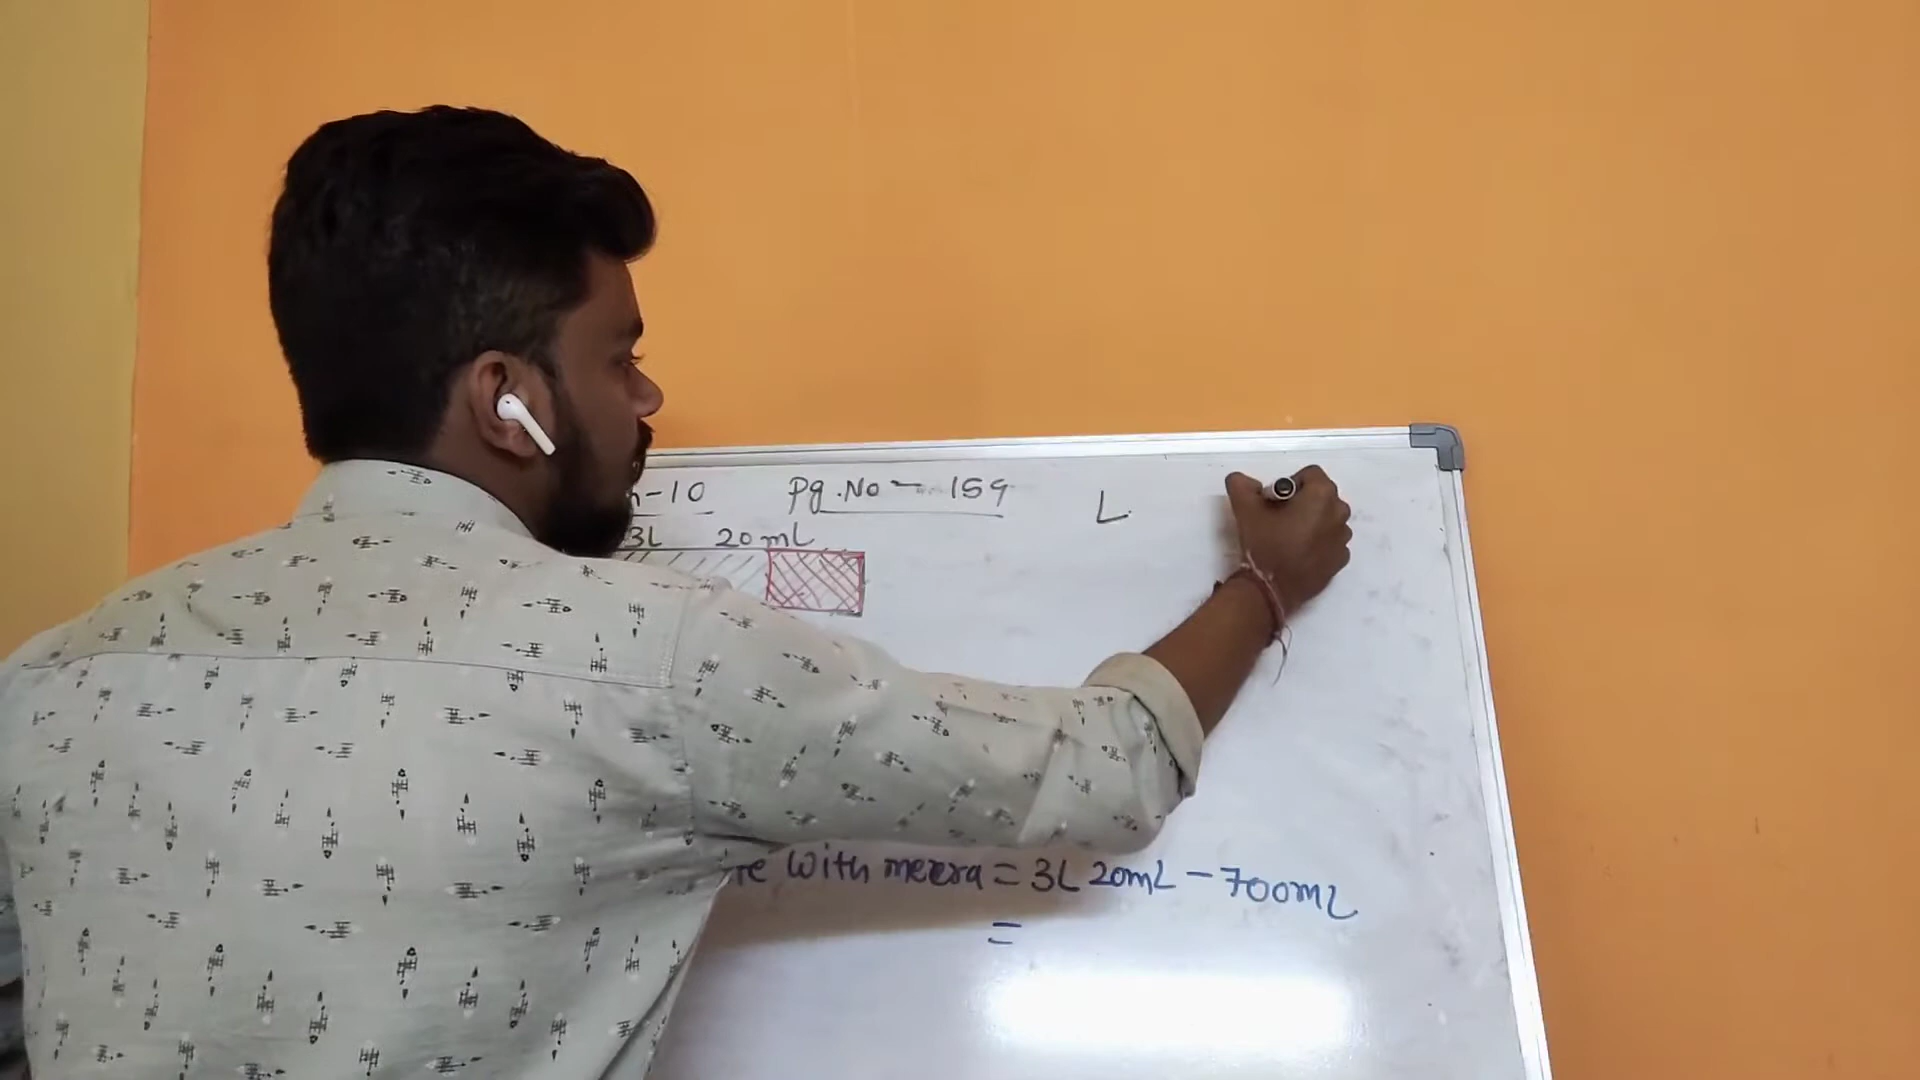 -10 Pg.No - 159 L
3L 20mL
with meera = 3L 20mL - 700mL
=